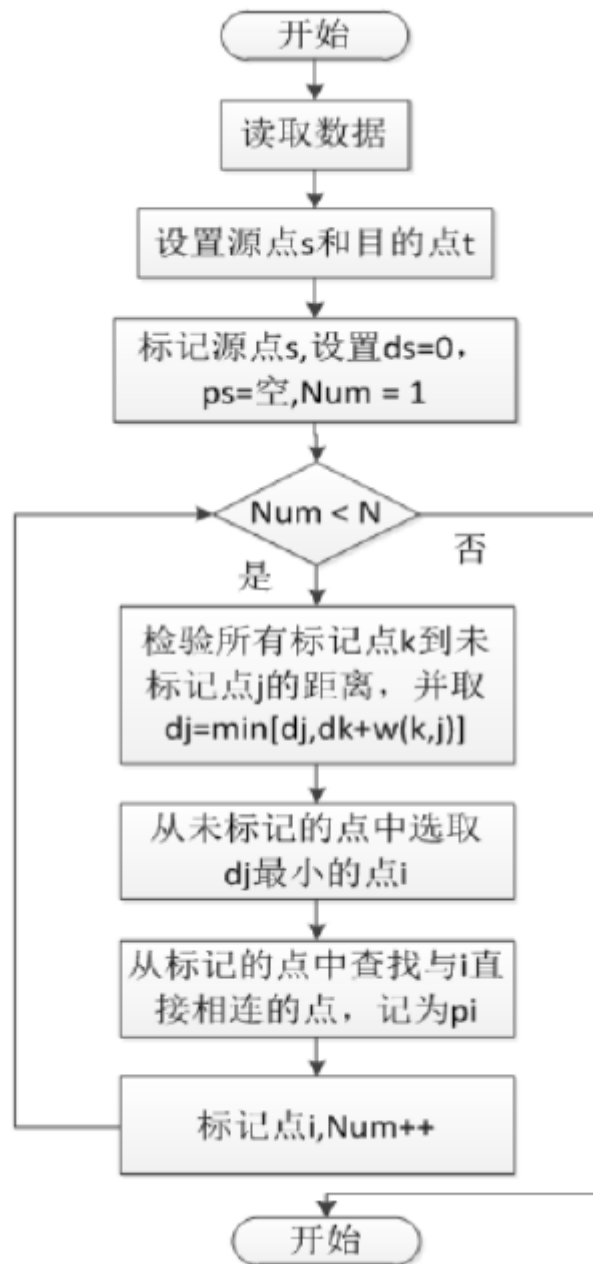 开始
读取数据
设置源点s和目的点t
标记源点s,设置ds=0，
ps=空,Num = 1
Num < N
否
是
检验所有标记点k到未
标记点j的距离，并取
dj=min[dj,dk+w(k,j)]
从未标记的点中选取
dj最小的点i
从标记的点中查找与i直
接相连的点，记为pi
标记点i,Num++
开始